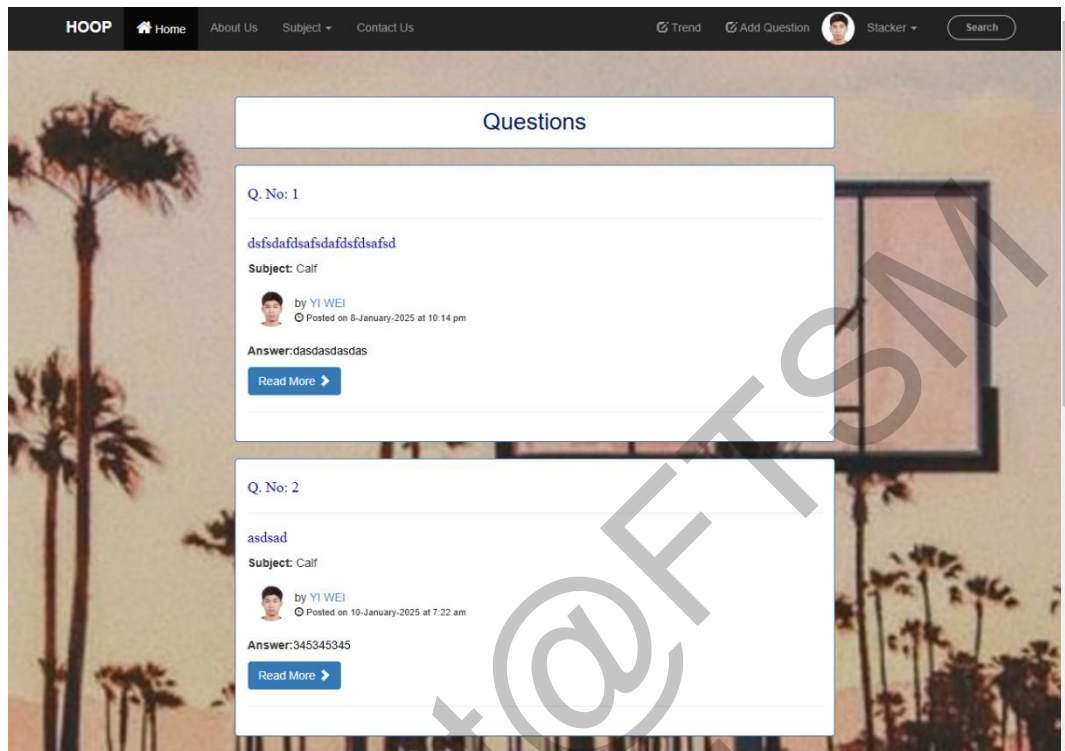 HOOP Home About Us Subject Contact Us Trend Add Question Stacker Search
Questions
Q. No: 1
dsfsdafdsafsdafdsfdsafsd
Subject: Calf
by YI WEI
Posted on 8-January-2025 at 10:14 pm
Answer:dasdasdasdas
Read More
Q. No: 2
asdsad
Subject: Calf
by YI WEI
Posted on 10-January-2025 at 7:22 am
Answer:345345345
Read More
t@FTSM